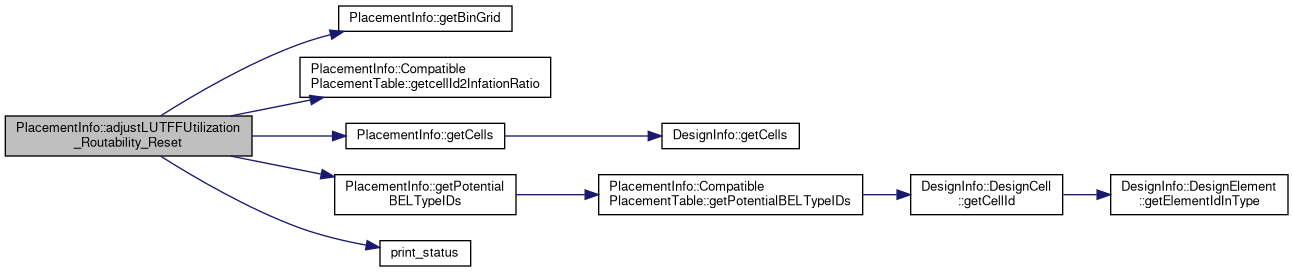 PlacementInfo::getBinGrid
PlacementInfo::Compatible
PlacementTable::getcellId2InfationRatio
PlacementInfo::adjustLUTFFUtilization
_Routability_Reset
PlacementInfo::getCells
DesignInfo::getCells
PlacementInfo::getPotential
BELTypeIDs
PlacementInfo::Compatible
PlacementTable::getPotentialBELTypeIDs
DesignInfo::DesignCell
::getCellId
DesignInfo::DesignElement
::getElementIdInType
print_status